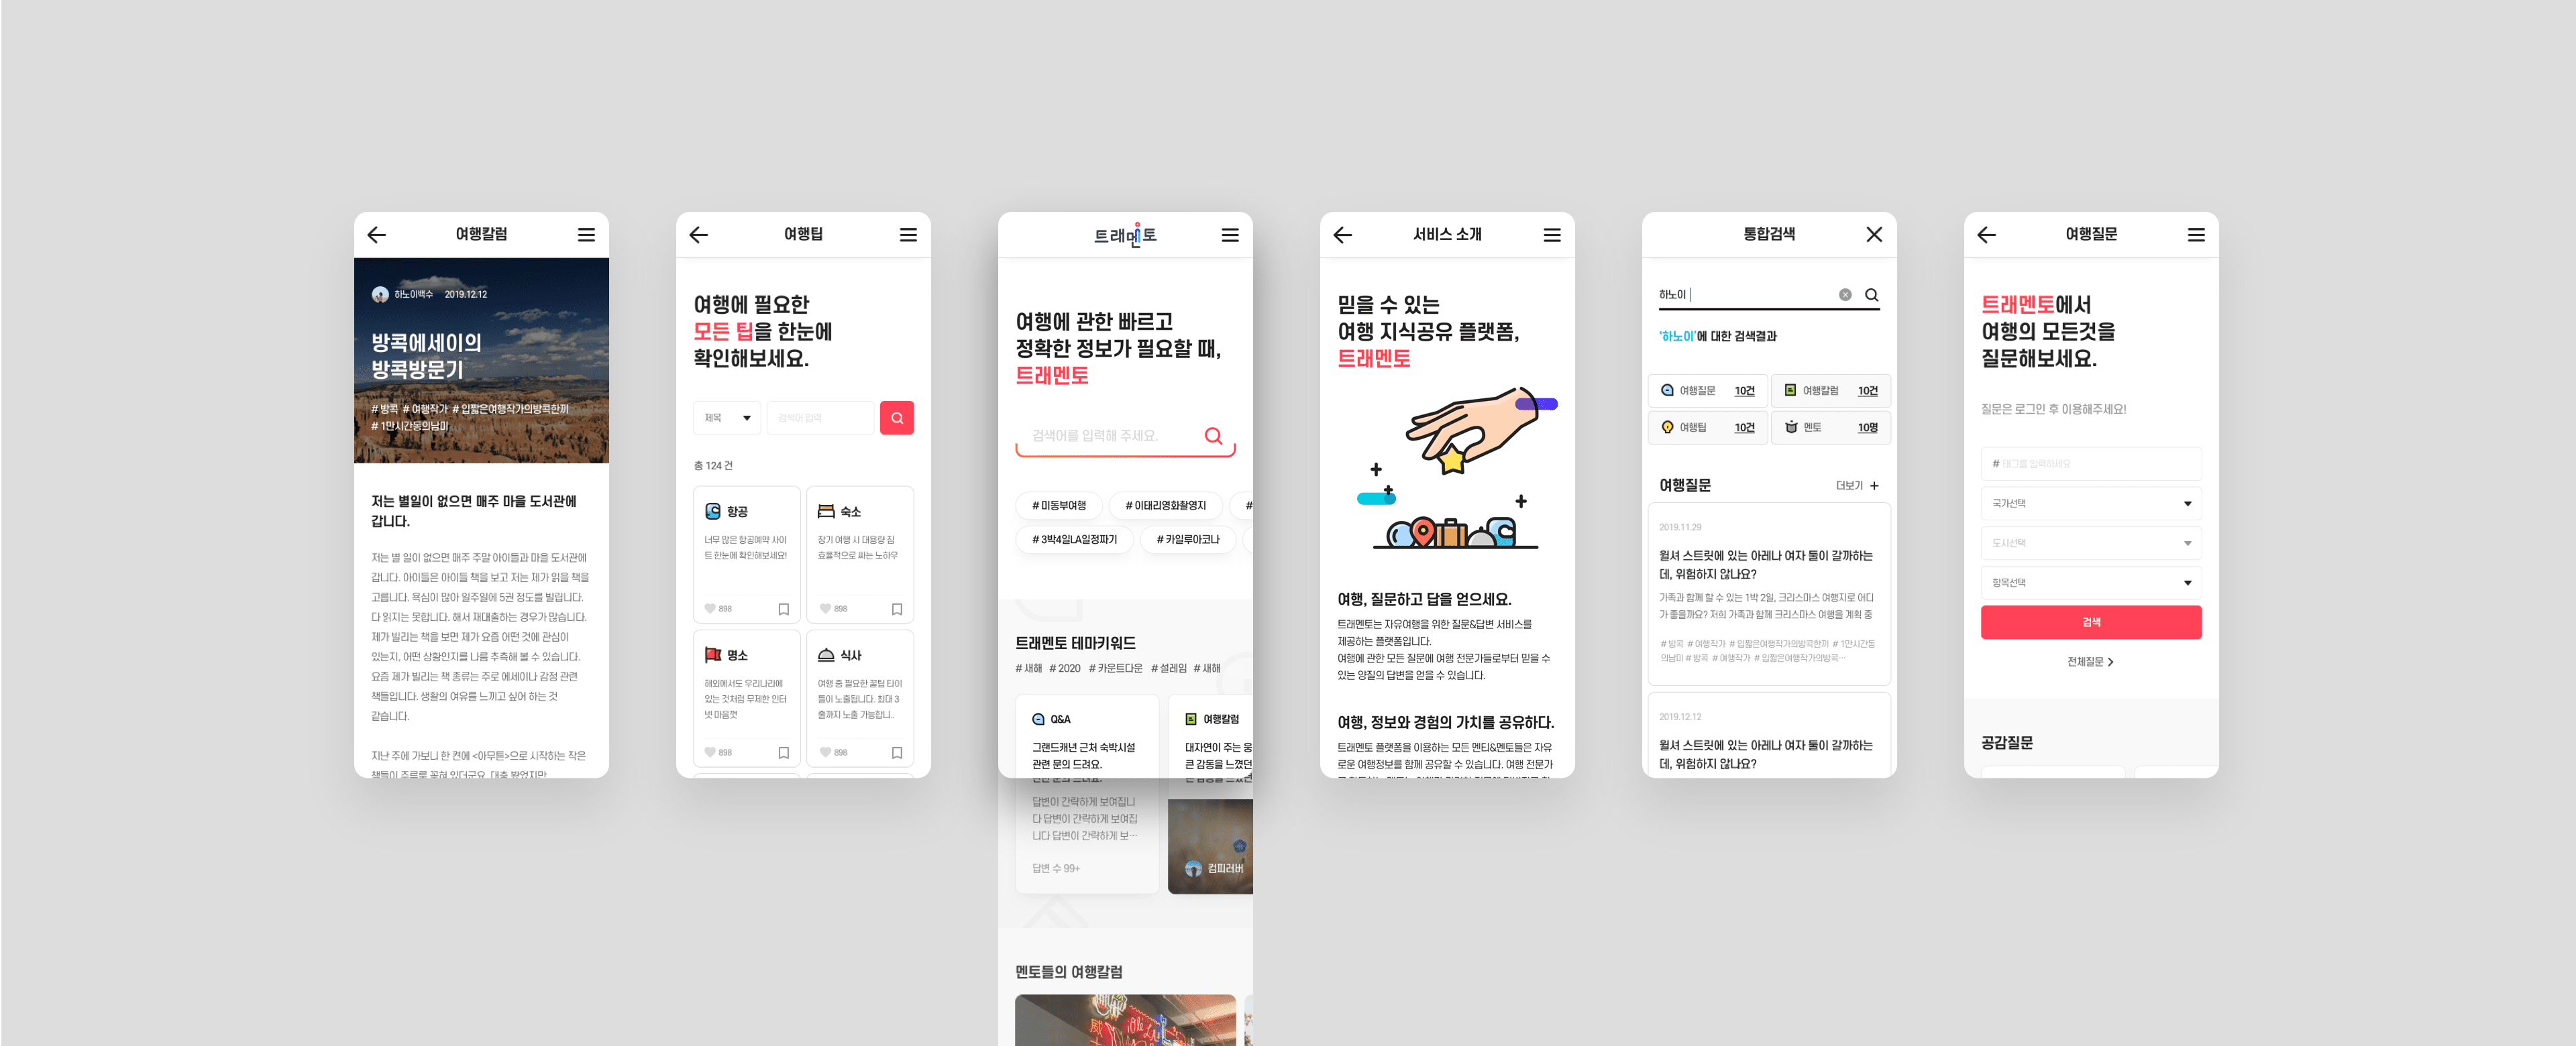 여행칼럼
하노이백수 2019.12.12
방콕에세이의
방콕방문기
# 방콕 # 여행작가 # 입짧은여행작가의방콕한끼
# 1만시간동의남미
저는 별일이 없으면 매주 마을 도서관에
갑니다.
저는 별 일이 없으면 매주 주말 아이들과 마을 도서관에
갑니다. 아이들은 아이들 책을 보고 저는 제가 읽을 책을
고릅니다. 욕심이 많아 일주일에 5권 정도를 빌립니다.
다 읽지는 못합니다. 해서 재대출하는 경우가 많습니다.
제가 빌리는 책을 보면 제가 요즘 어떤 것에 관심이
있는지, 어떤 상황인지를 나름 추측해 볼 수 있습니다.
요즘 제가 빌리는 책 종류는 주로 에세이나 감정 관련
책들입니다. 생활의 여유를 느끼고 싶어 하는 것
같습니다.
지난 주에 가보니 한 켠에 <아무튼>으로 시작하는 작은
책들이 주르륵 꽂혀 있더군요. 대충 봤었지만
여행팁
여행에 필요한
모든 팁을 한눈에
확인해보세요.
제목
검색어 입력
총 124 건
항공
너무 많은 항공예약 사이
트 한눈에 확인해보세요!
898
숙소
장기 여행 시 대용량 짐
효율적으로 싸는 노하우
898
명소
해외에서도 우리나라에
있는 것처럼 무제한 인터
넷 마음껏
898
식사
여행 중 필요한 꿀팁 타이
틀이 노출됩니다. 최대 3
줄까지 노출 가능합니..
898
트래멘토
여행에 관한 빠르고
정확한 정보가 필요할 때,
트래멘토
검색어를 입력해 주세요.
# 미동부여행 # 이태리영화촬영지 #
# 3박4일LA일정짜기 # 카일루아코나
트래멘토 테마키워드
# 새해 # 2020 # 카운트다운 # 설레임 # 새해
Q&A
그랜드캐년 근처 숙박시설
관련 문의 드려요.
답변이 간략하게 보여집니
다 답변이 간략하게 보여집
니다 답변이 간략하게 보…
답변 수 99+
여행칼럼
대자연이 주는 웅
큰 감동을 느꼈던
컴피러버
멘토들의 여행칼럼
서비스 소개
믿을 수 있는
여행 지식공유 플랫폼,
트래멘토
여행, 질문하고 답을 얻으세요.
트래멘토는 자유여행을 위한 질문&답변 서비스를
제공하는 플랫폼입니다.
여행에 관한 모든 질문에 여행 전문가들로부터 믿을 수
있는 양질의 답변을 얻을 수 있습니다.
여행, 정보와 경험의 가치를 공유하다.
트래멘토 플랫폼을 이용하는 모든 멘티&멘토들은 자유
로운 여행정보를 함께 공유할 수 있습니다. 여행 전문가
통합검색
하노이
'하노이'에 대한 검색결과
여행질문 10건
여행칼럼 10건
여행팁 10건
멘토 10명
여행질문
더보기 +
2019.11.29
월셔 스트릿에 있는 아레나 여자 둘이 갈까하는
데, 위험하지 않나요?
가족과 함께 할 수 있는 1박 2일, 크리스마스 여행지로 어디
가 좋을까요? 저희 가족과 함께 크리스마스 여행을 계획 중
# 방콕 # 여행작가 # 입짧은여행작가의방콕한끼 # 1만시간동
의남미 # 방콕 # 여행작가 # 입짧은여행작가의방콕…
2019.12.12
월셔 스트릿에 있는 아레나 여자 둘이 갈까하는
데, 위험하지 않나요?
여행질문
트래멘토에서
여행의 모든것을
질문해보세요.
질문은 로그인 후 이용해주세요!
# 태그를 입력하세요
국가선택
도시선택
항목선택
검색
전체질문
공감질문